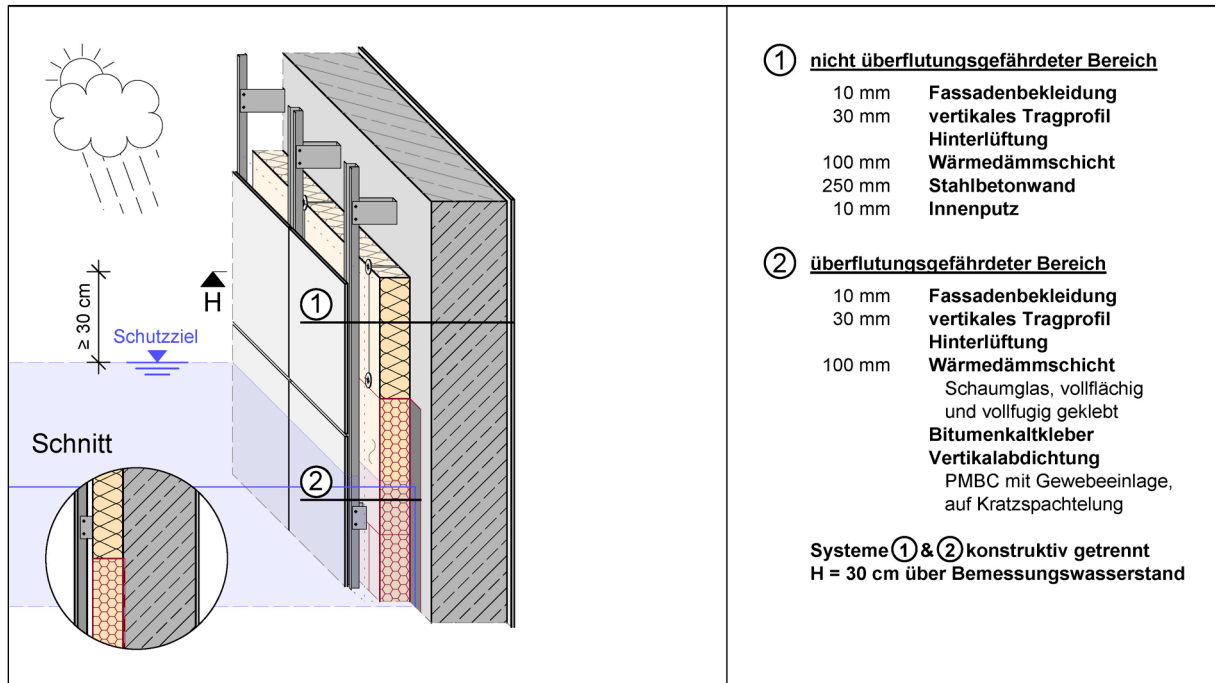 ≥ 30 cm
H
Schutzziel
Schnitt
1
2
1 nicht überflutungsgefährdeter Bereich
10 mm Fassadenbekleidung
30 mm vertikales Tragprofil
Hinterlüftung
100 mm Wärmedämmschicht
250 mm Stahlbetonwand
10 mm Innenputz
2 überflutungsgefährdeter Bereich
10 mm Fassadenbekleidung
30 mm vertikales Tragprofil
Hinterlüftung
100 mm Wärmedämmschicht
Schaumglas, vollflächig
und vollfugig geklebt
Bitumenkaltkleber
Vertikalabdichtung
PMBC mit Gewebeeinlage,
auf Kratzspachtelung
Systeme 1 & 2 konstruktiv getrennt
H = 30 cm über Bemessungswasserstand